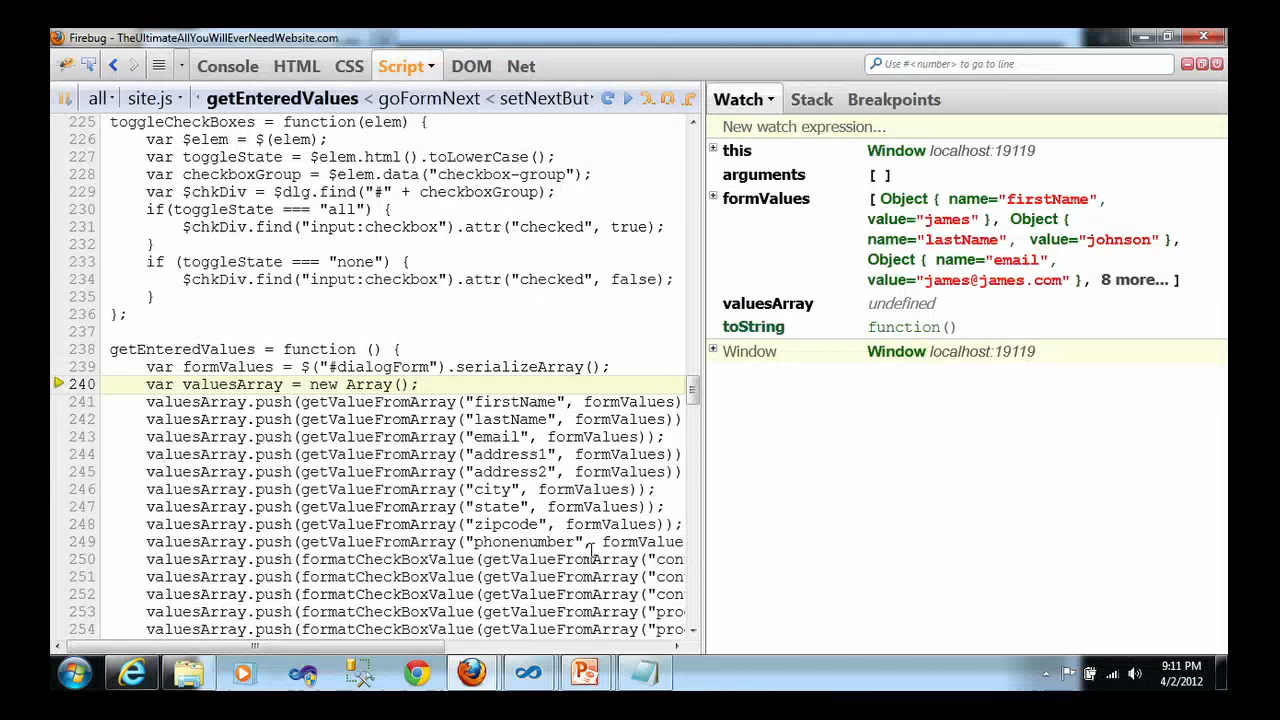 Firebug - TheUltimateAllYouWillEverNeedWebsite.com
Console HTML CSS Script DOM Net
Use #<number> to go to line
all site.js getEnteredValues < goFormNext < setNextBut
225 toggleCheckBoxes = function(elem) {
226 var $elem = $(elem);
227 var toggleState = $elem.html().toLowerCase();
228 var checkboxGroup = $elem.data("checkbox-group");
229 var $chkDiv = $dlg.find("#" + checkboxGroup);
230 if(toggleState === "all") {
231 $chkDiv.find("input:checkbox").attr("checked", true);
232 }
233 if (toggleState === "none") {
234 $chkDiv.find("input:checkbox").attr("checked", false);
235 }
236 };
237
238 getEnteredValues = function () {
239 var formValues = $("#dialogForm").serializeArray();
240 var valuesArray = new Array();
241 valuesArray.push(getValueFromArray("firstName", formValues)
242 valuesArray.push(getValueFromArray("lastName", formValues))
243 valuesArray.push(getValueFromArray("email", formValues));
244 valuesArray.push(getValueFromArray("address1", formValues))
245 valuesArray.push(getValueFromArray("address2", formValues))
246 valuesArray.push(getValueFromArray("city", formValues));
247 valuesArray.push(getValueFromArray("state", formValues));
248 valuesArray.push(getValueFromArray("zipcode", formValues));
249 valuesArray.push(getValueFromArray("phonenumber", formValue
250 valuesArray.push(formatCheckBoxValue(getValueFromArray("con
251 valuesArray.push(formatCheckBoxValue(getValueFromArray("con
252 valuesArray.push(formatCheckBoxValue(getValueFromArray("con
253 valuesArray.push(formatCheckBoxValue(getValueFromArray("pro
254 valuesArray.push(formatCheckBoxValue(getValueFromArray("pro
Watch Stack Breakpoints
New watch expression...
this Window localhost:19119
arguments [ ]
formValues [ Object { name="firstName",
value="james" }, Object {
name="lastName", value="johnson" },
Object { name="email",
value="james@james.com" }, 8 more... ]
valuesArray undefined
toString function()
Window Window localhost:19119
9:11 PM
4/2/2012